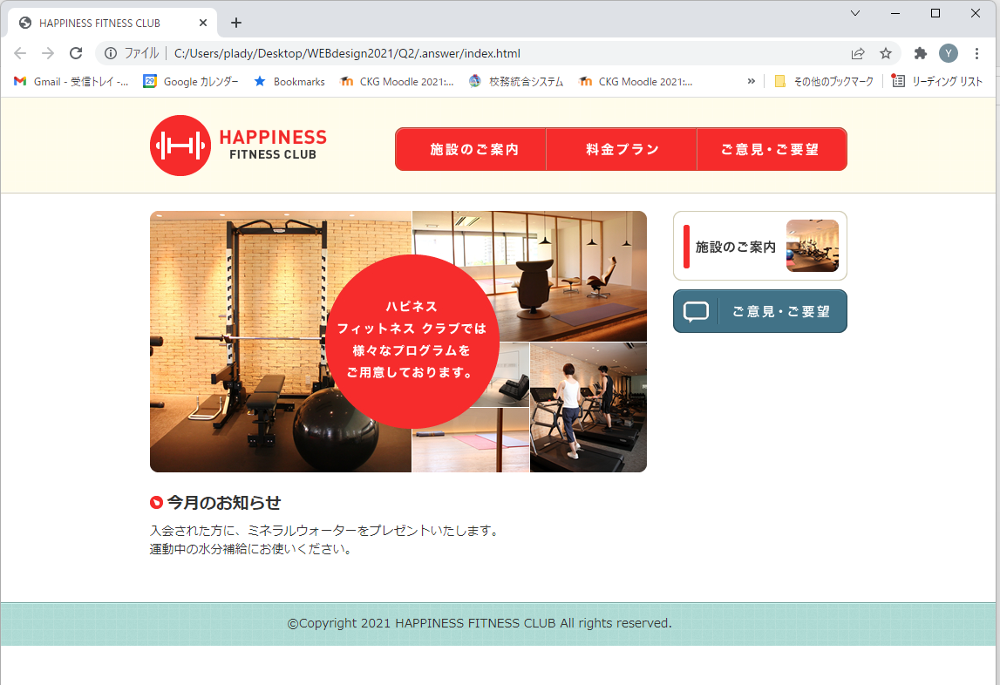 HAPPINESS FITNESS CLUB
ファイル C:/Users/plady/Desktop/WEBdesign2021/Q2/.answer/index.html
Y
Gmail - 受信トレイ -... 29 Google カレンダー Bookmarks CKG Moodle 2021:... 校務統合システム CKG Moodle 2021:... » その他のブックマーク リーディング リスト
HAPPINESS
FITNESS CLUB
施設のご案内 料金プラン ご意見・ご要望
ハピネス
フィットネス クラブでは
様々なプログラムを
ご用意しております。
施設のご案内
ご意見・ご要望
今月のお知らせ
入会された方に、ミネラルウォーターをプレゼントいたします。
運動中の水分補給にお使いください。
©Copyright 2021 HAPPINESS FITNESS CLUB All rights reserved.